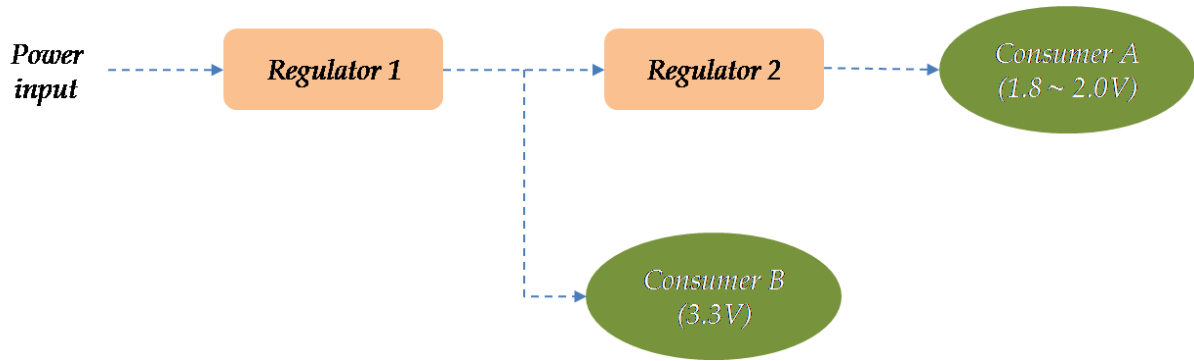 Power
input
Regulator 1
Regulator 2
Consumer A
(1.8 ~ 2.0V)
Consumer B
(3.3V)